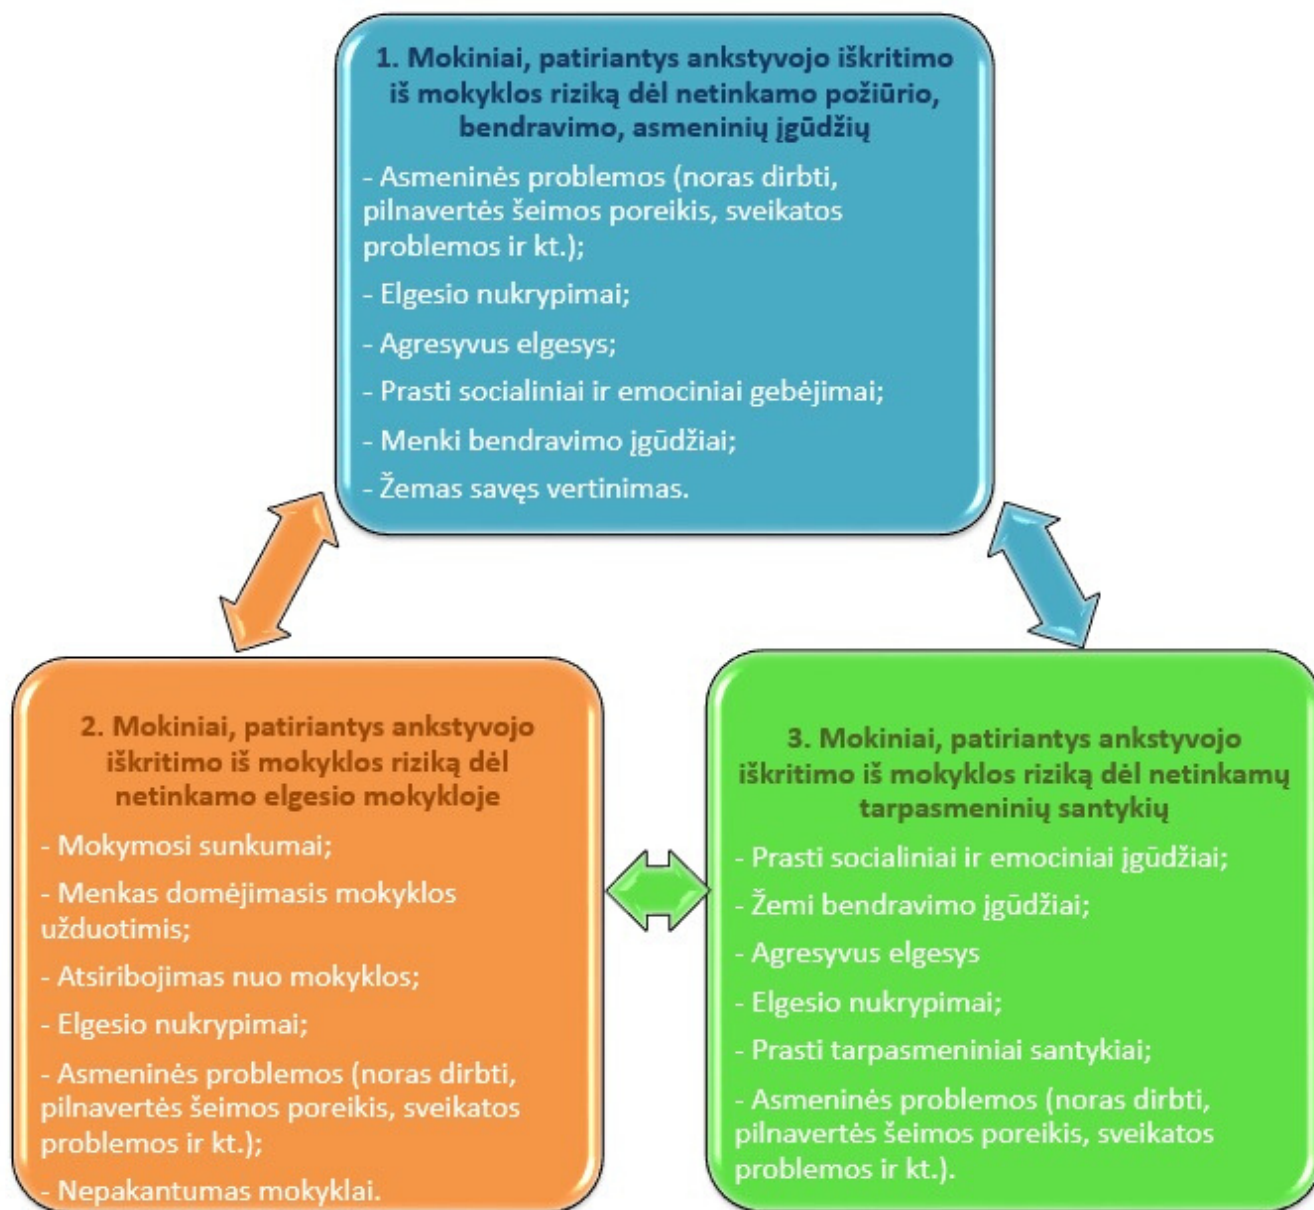 1. Mokiniai, patiriantys ankstyvojo iškritimo
iš mokyklos riziką dėl netinkamo požiūrio,
bendravimo, asmeninių įgūdžių
- Asmeninės problemos (noras dirbti,
pilnavertės šeimos poreikis, sveikatos
problemos ir kt.);
- Elgesio nukrypimai;
- Agresyvus elgesys;
- Prasti socialiniai ir emociniai gebėjimai;
- Menki bendravimo įgūdžiai;
- Žemas savęs vertinimas.
2. Mokiniai, patiriantys ankstyvojo
iškritimo iš mokyklos riziką dėl
netinkamo elgesio mokykloje
- Mokymosi sunkumai;
- Menkas domėjimasis mokyklos
užduotimis;
- Atsiribojimas nuo mokyklos;
- Elgesio nukrypimai;
- Asmeninės problemos (noras dirbti,
pilnavertės šeimos poreikis, sveikatos
problemos ir kt.);
- Nepakantumas mokyklai.
3. Mokiniai, patiriantys ankstyvojo
iškritimo iš mokyklos riziką dėl netinkamų
tarpasmeninių santykių
- Prasti socialiniai ir emociniai įgūdžiai;
- Žemi bendravimo įgūdžiai;
- Agresyvus elgesys
- Elgesio nukrypimai;
- Prasti tarpasmeniniai santykiai;
- Asmeninės problemos (noras dirbti,
pilnavertės šeimos poreikis, sveikatos
problemos ir kt.).